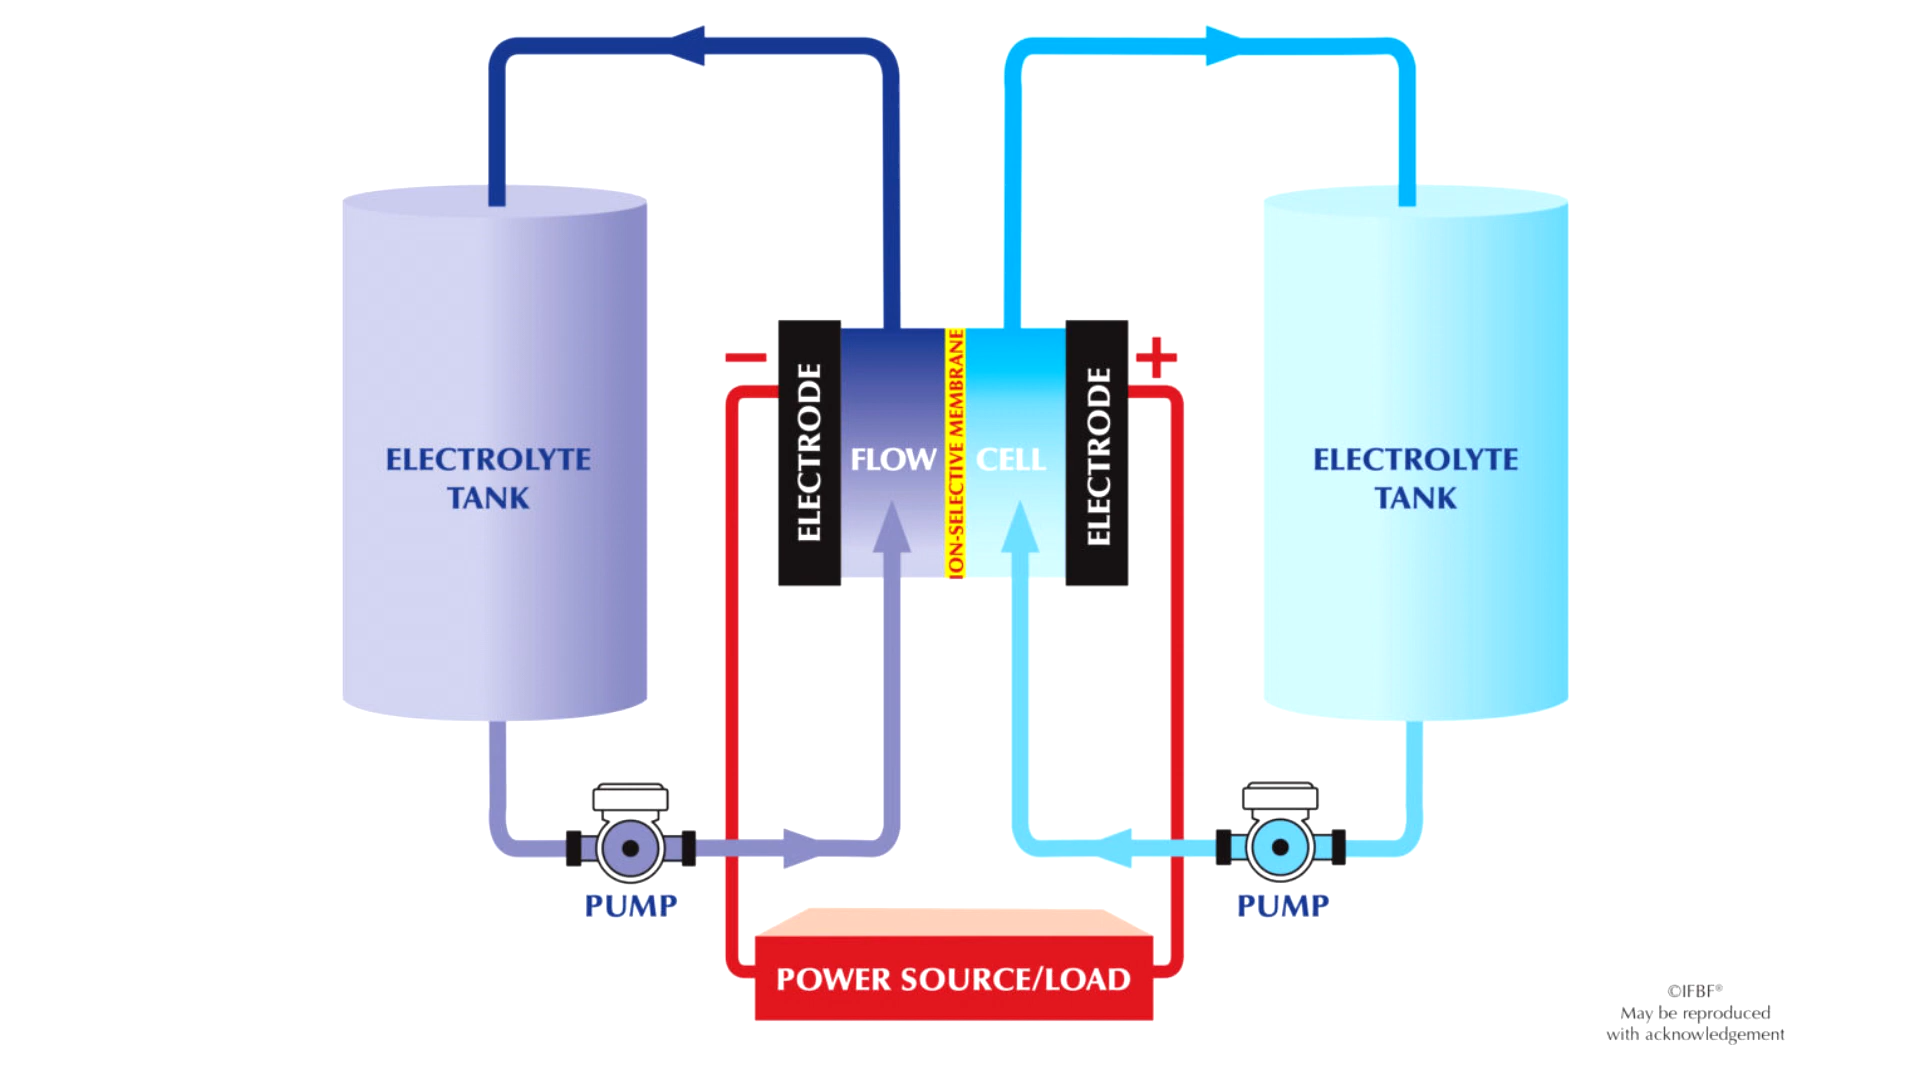 −
+
ELECTRODE
FLOW
ION-SELECTIVE MEMBRANE
CELL
ELECTRODE
ELECTROLYTE
TANK
ELECTROLYTE
TANK
PUMP
PUMP
POWER SOURCE/LOAD
©IFBF®
May be reproduced
with acknowledgement